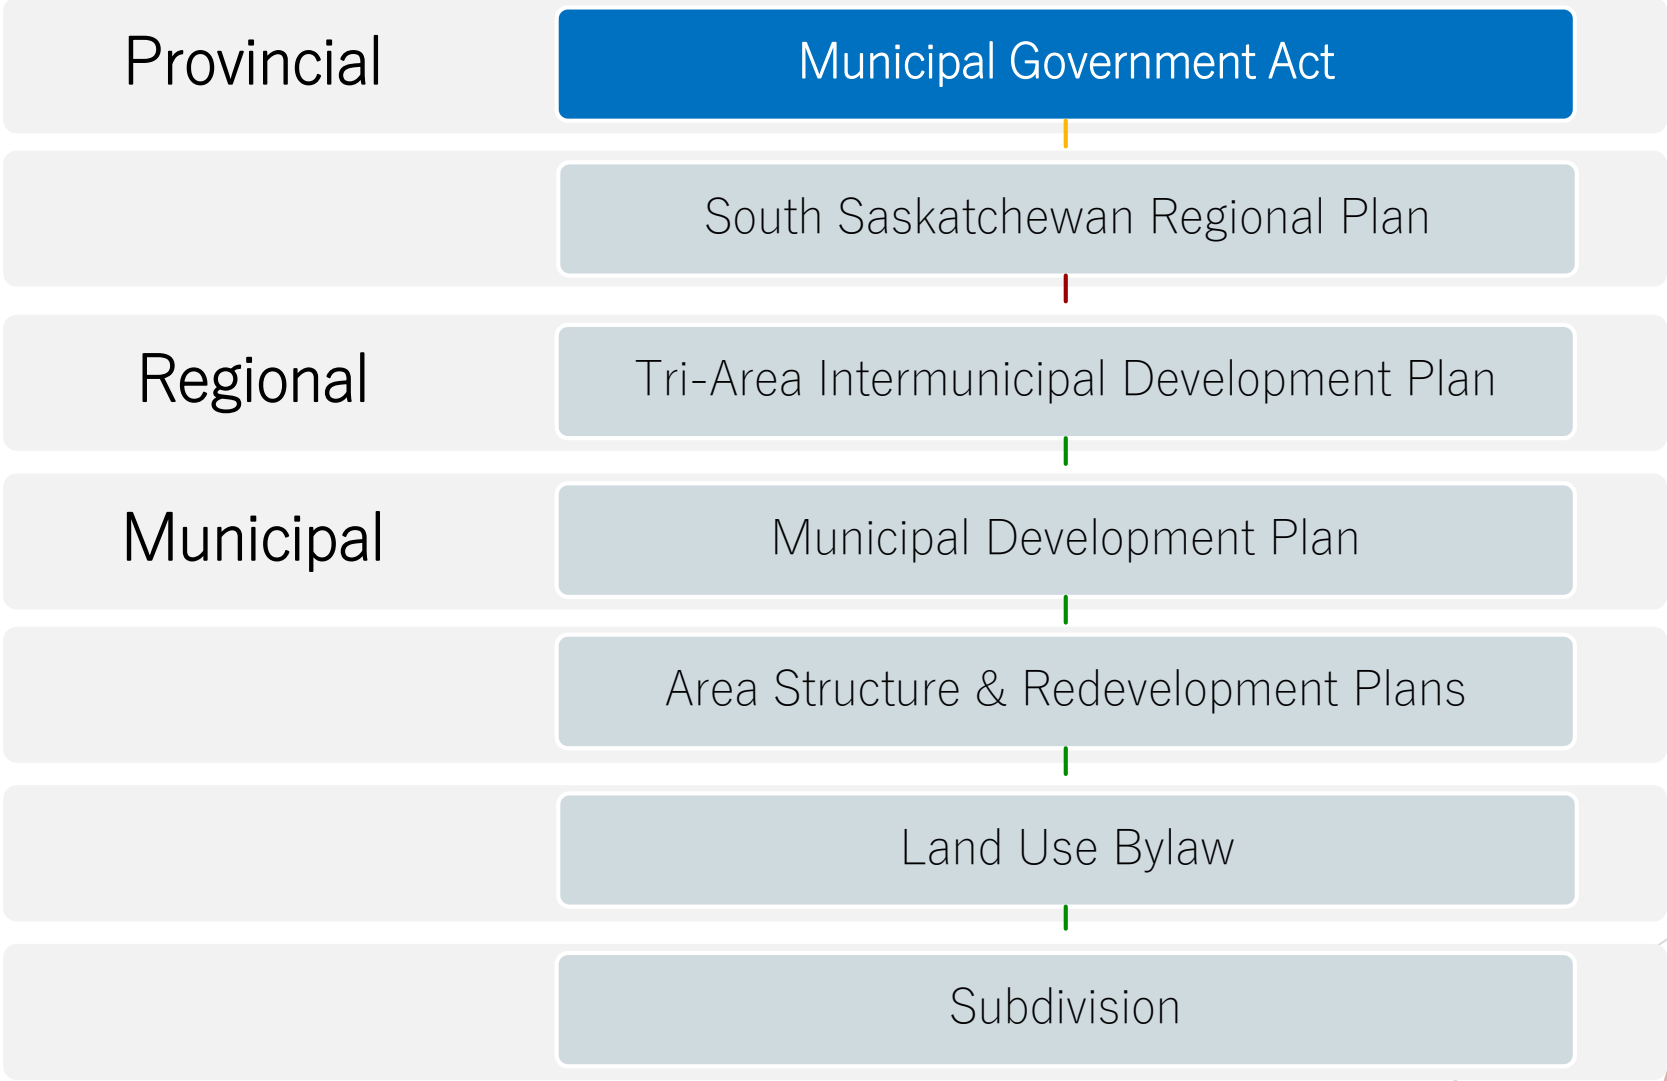 Provincial
Municipal Government Act
South Saskatchewan Regional Plan
Regional
Tri-Area Intermunicipal Development Plan
Municipal
Municipal Development Plan
Area Structure & Redevelopment Plans
Land Use Bylaw
Subdivision